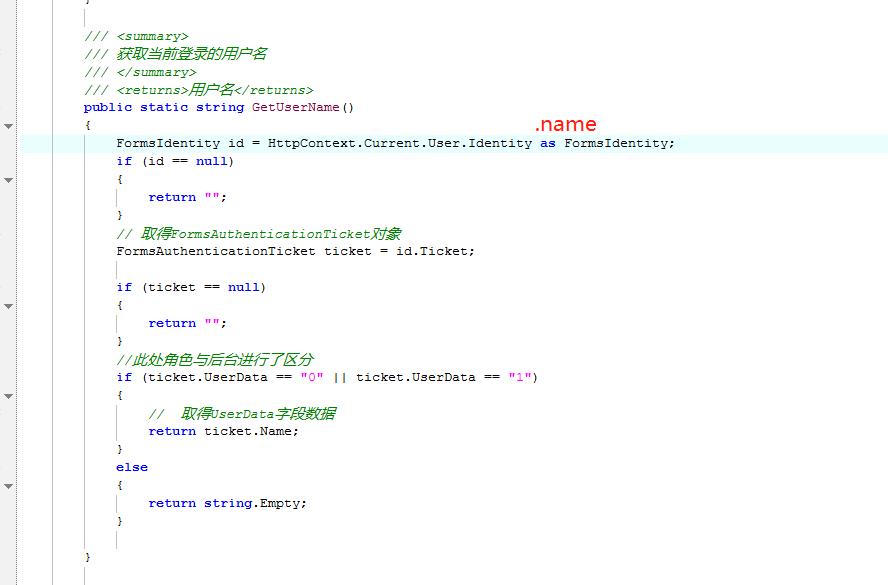 }
/// <summary>
/// 获取当前登录的用户名
/// </summary>
/// <returns>用户名</returns>
public static string GetUserName()
{
.name
FormsIdentity id = HttpContext.Current.User.Identity as FormsIdentity;
if (id == null)
{
return "";
}
// 取得FormsAuthenticationTicket对象
FormsAuthenticationTicket ticket = id.Ticket;
if (ticket == null)
{
return "";
}
//此处角色与后台进行了区分
if (ticket.UserData == "0" || ticket.UserData == "1")
{
//  取得UserData字段数据
return ticket.Name;
}
else
{
return string.Empty;
}
}